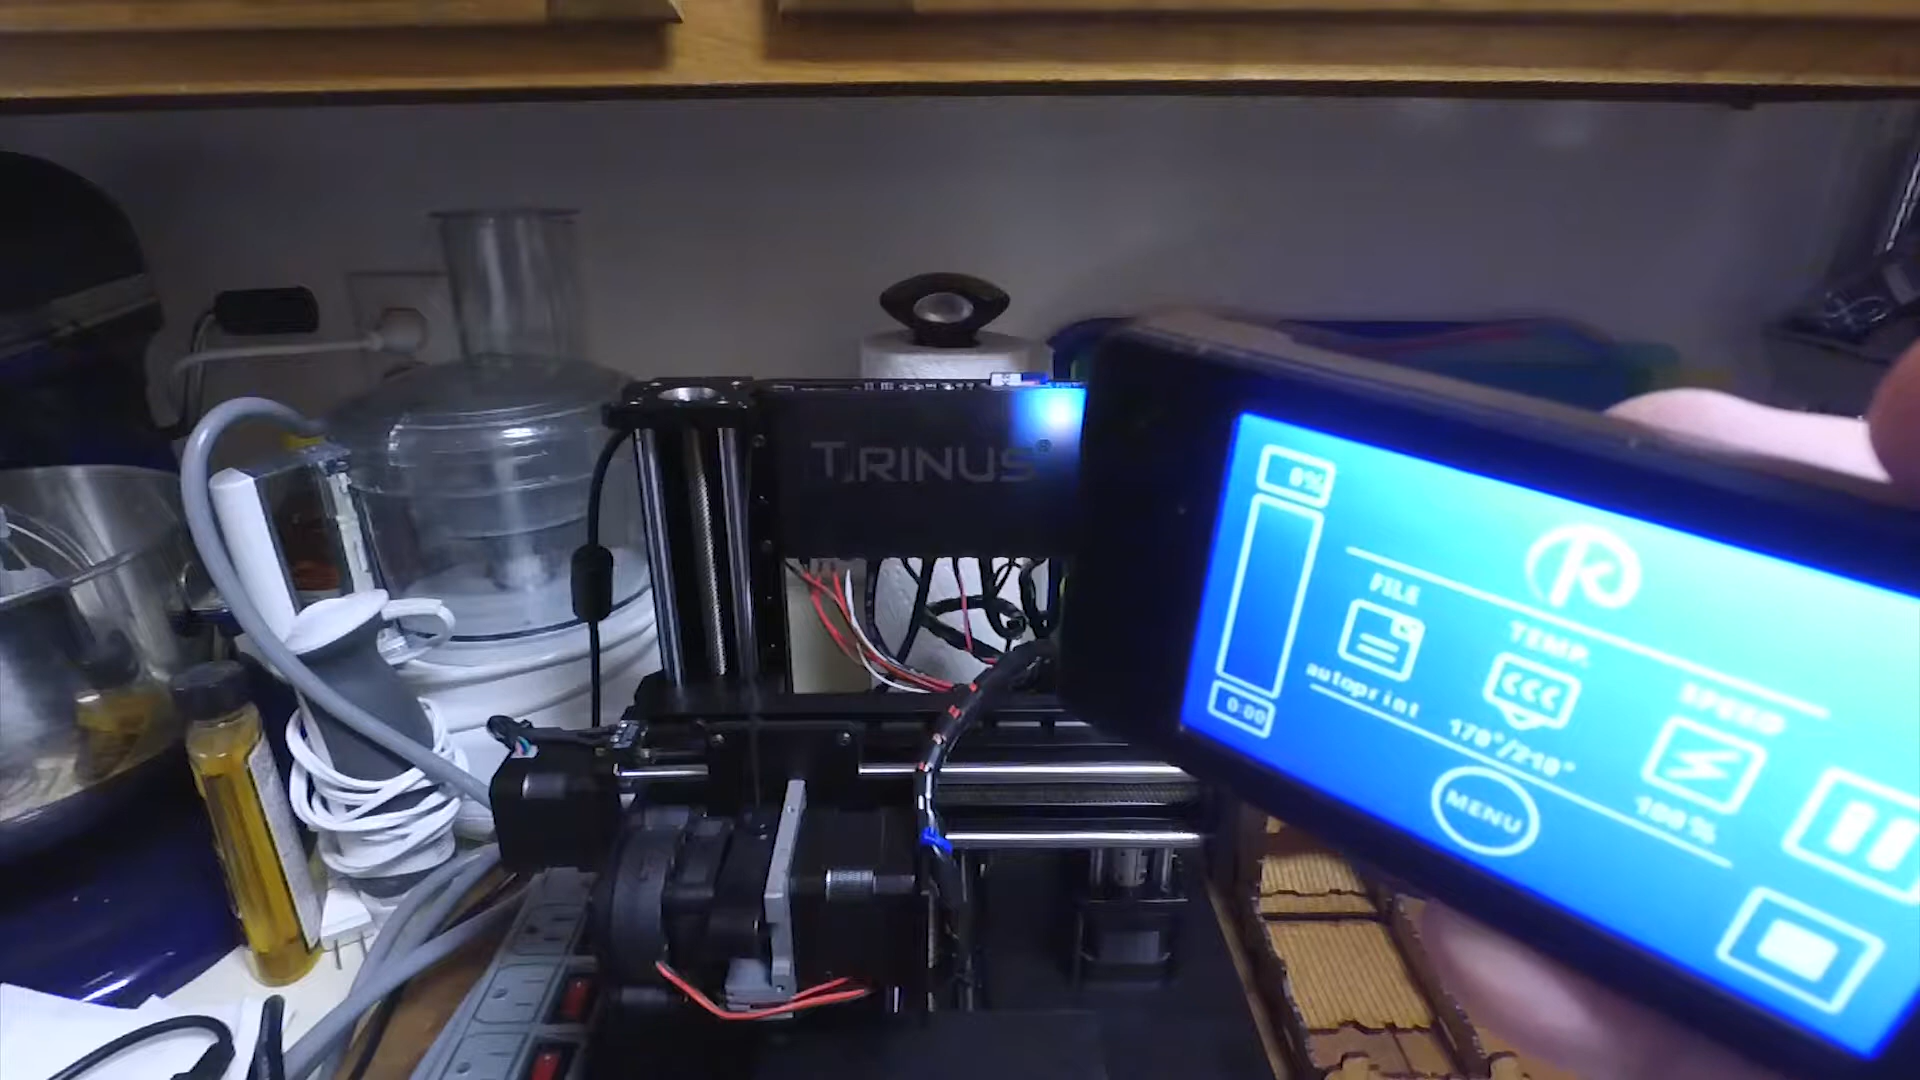 TRINUS
0%
FILE
autoprint
TEMP.
170°/210°
SPEED
100%
0:00
MENU